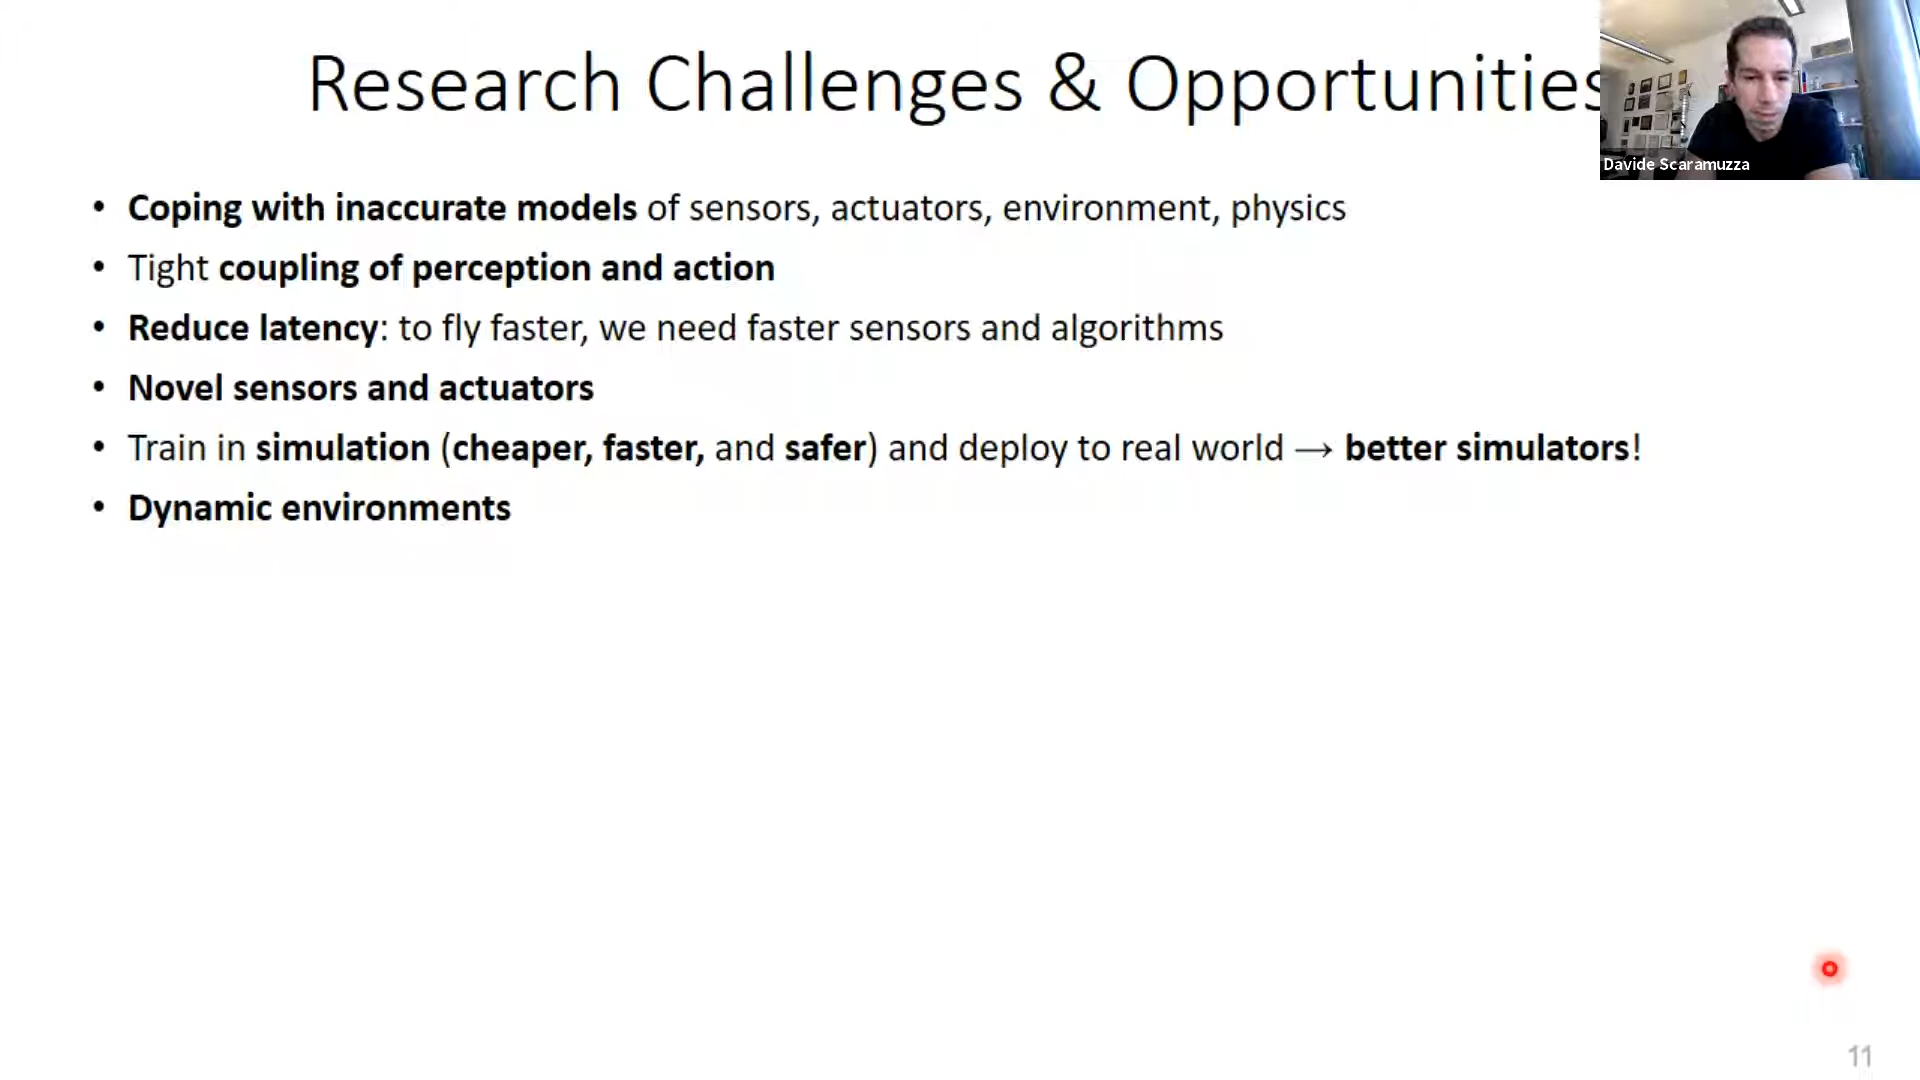 Research Challenges & Opportunities
Davide Scaramuzza
• Coping with inaccurate models of sensors, actuators, environment, physics
• Tight coupling of perception and action
• Reduce latency: to fly faster, we need faster sensors and algorithms
• Novel sensors and actuators
• Train in simulation (cheaper, faster, and safer) and deploy to real world → better simulators!
• Dynamic environments
11